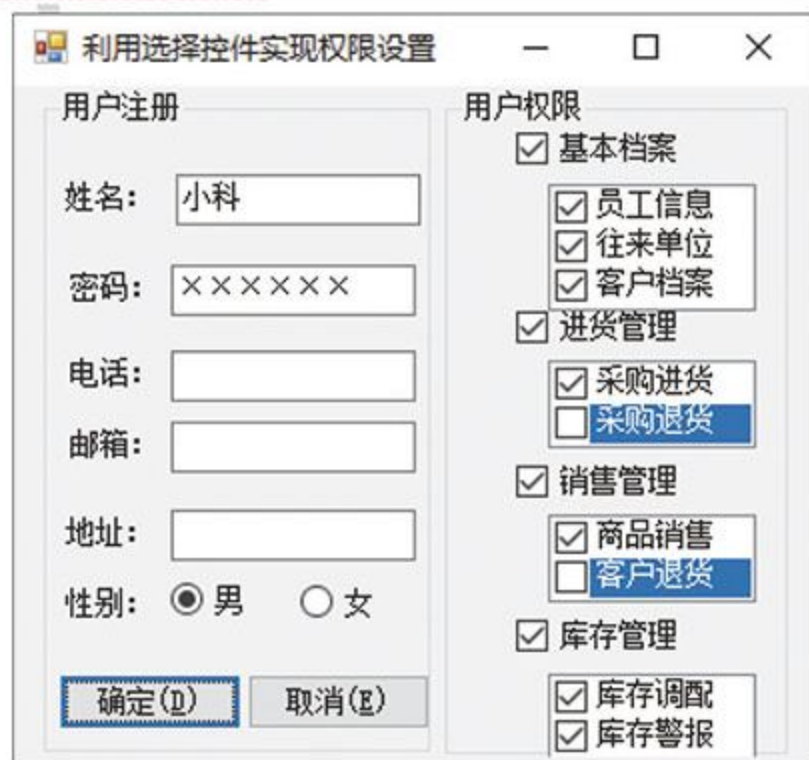 利用选择控件实现权限设置
用户注册
姓名: 小科
密码: ××××××
电话:
邮箱:
地址:
性别: 男 女
确定(D) 取消(E)
用户权限
基本档案
员工信息
往来单位
客户档案
进货管理
采购进货
采购退货
销售管理
商品销售
客户退货
库存管理
库存调配
库存警报